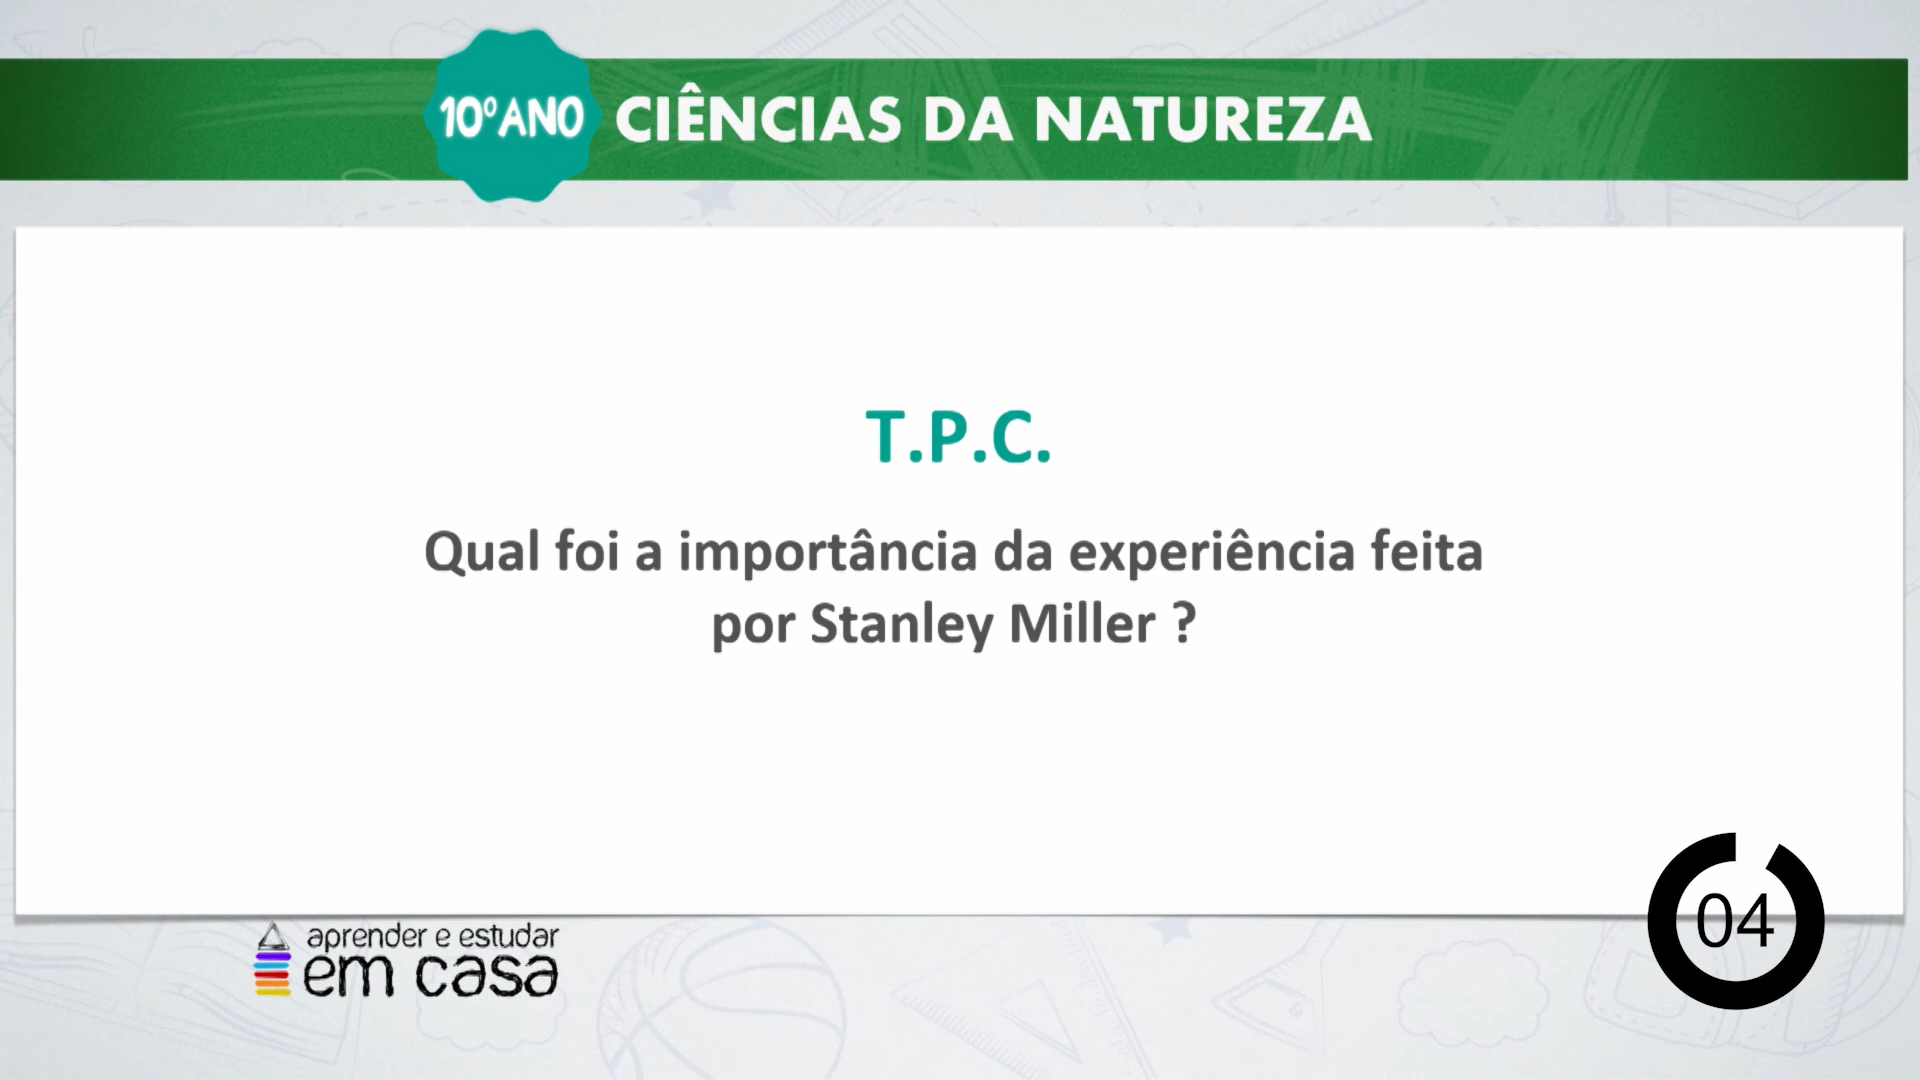 10ºANO CIÊNCIAS DA NATUREZA
T.P.C.
Qual foi a importância da experiência feita
por Stanley Miller ?
04
aprender e estudar
em casa